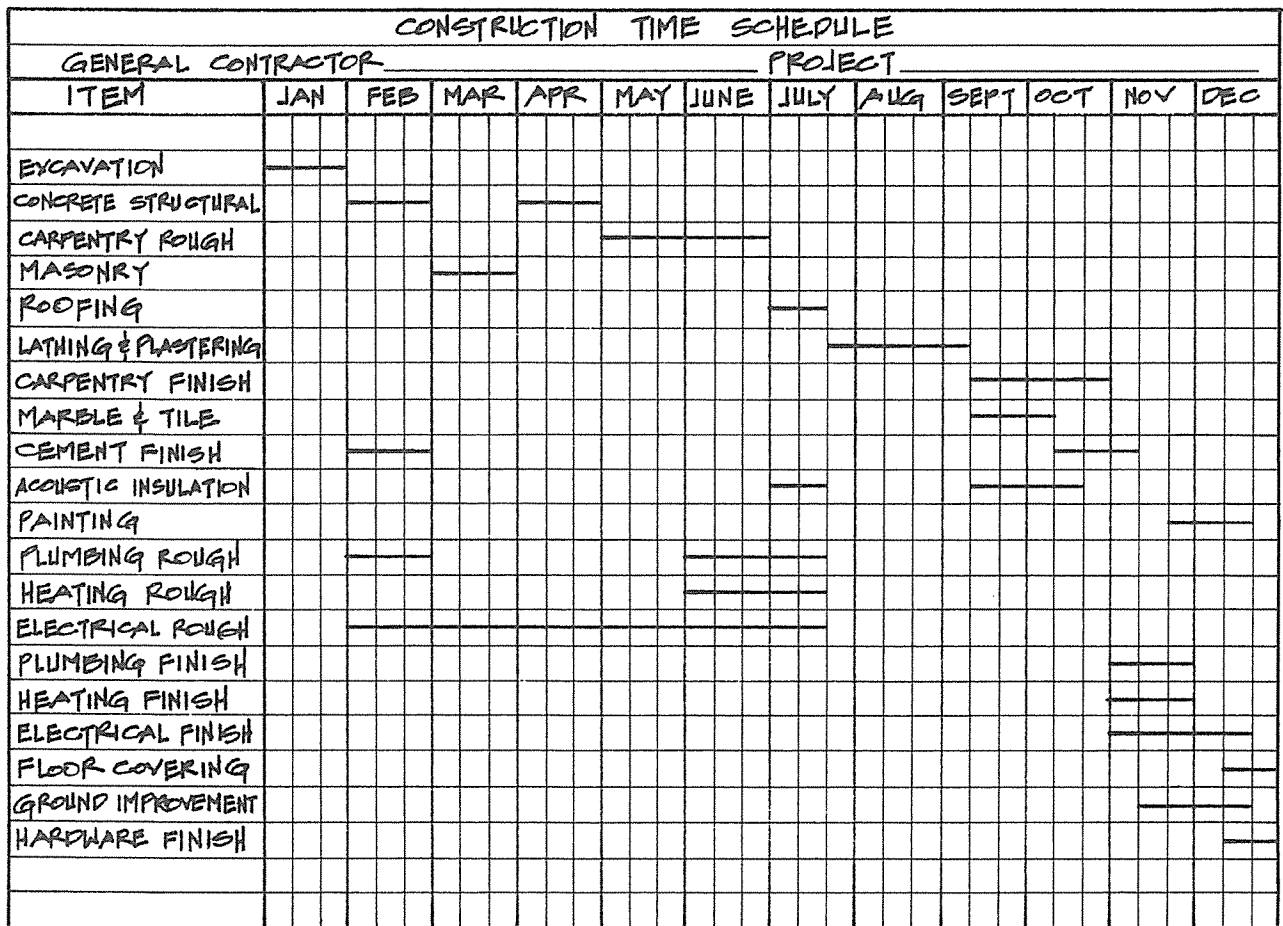 CONSTRUCTION TIME SCHEDULE
GENERAL CONTRACTOR PROJECT
ITEM JAN FEB MAR APR MAY JUNE JULY AUG SEPT OCT NOV DEC
EXCAVATION
CONCRETE STRUCTURAL
CARPENTRY ROUGH
MASONRY
ROOFING
LATHING & PLASTERING
CARPENTRY FINISH
MARBLE & TILE
CEMENT FINISH
ACOUSTIC INSULATION
PAINTING
PLUMBING ROUGH
HEATING ROUGH
ELECTRICAL ROUGH
PLUMBING FINISH
HEATING FINISH
ELECTRICAL FINISH
FLOOR COVERING
GROUND IMPROVEMENT
HARDWARE FINISH